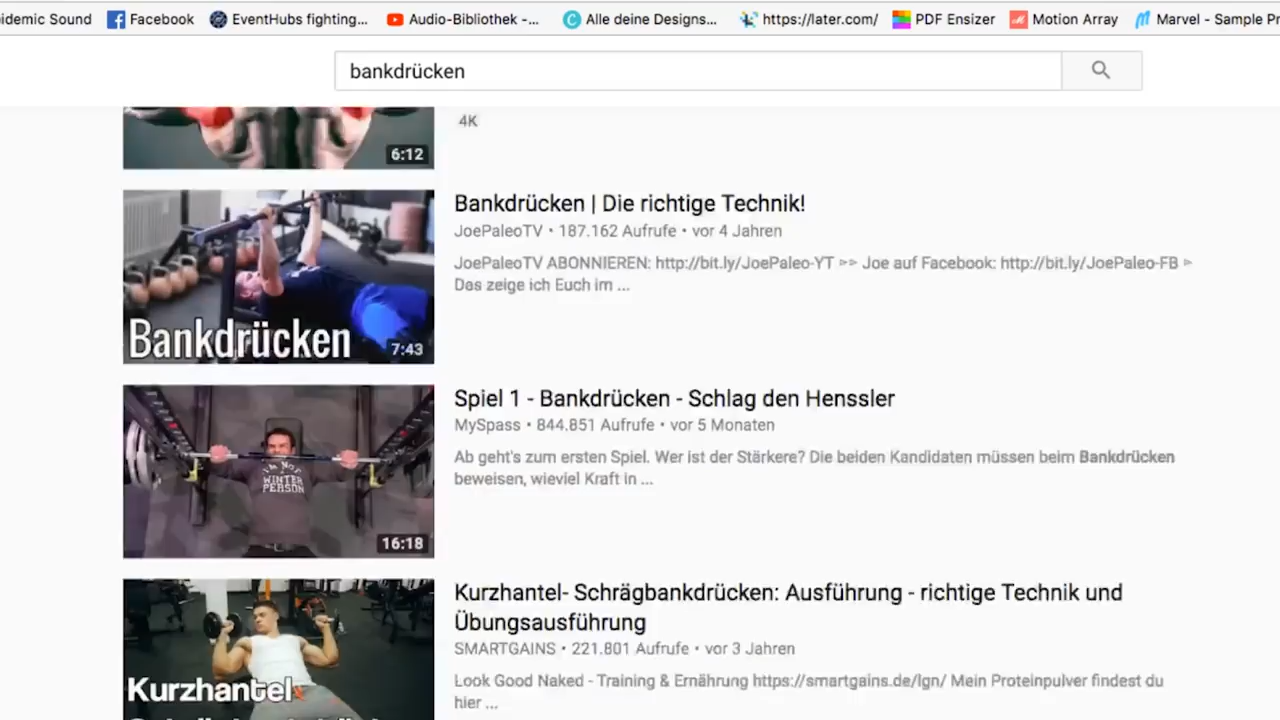 idemic Sound Facebook EventHubs fighting... Audio-Bibliothek -... Alle deine Designs... https://later.com/ PDF Ensizer Motion Array Marvel - Sample Pr
bankdrücken
4K
6:12
Bankdrücken | Die richtige Technik!
JoePaleoTV • 187.162 Aufrufe • vor 4 Jahren
JoePaleoTV ABONNIEREN: http://bit.ly/JoePaleo-YT ▻▻ Joe auf Facebook: http://bit.ly/JoePaleo-FB ▻
Das zeige ich Euch im ...
Bankdrücken
7:43
Spiel 1 - Bankdrücken - Schlag den Henssler
MySpass • 844.851 Aufrufe • vor 5 Monaten
Ab geht's zum ersten Spiel. Wer ist der Stärkere? Die beiden Kandidaten müssen beim Bankdrücken
beweisen, wieviel Kraft in ...
I'M NOT
WINTER
PERSON
16:18
Kurzhantel- Schrägbankdrücken: Ausführung - richtige Technik und
Übungsausführung
SMARTGAINS • 221.801 Aufrufe • vor 3 Jahren
Look Good Naked - Training & Ernährung https://smartgains.de/lgn/ Mein Proteinpulver findest du
hier ...
Kurzhantel